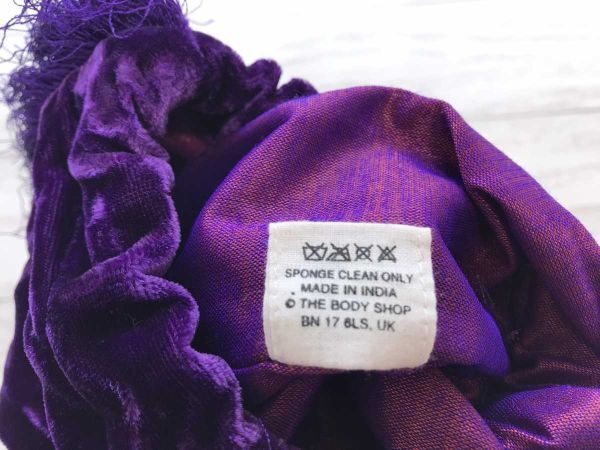 SPONGE CLEAN ONLY
MADE IN INDIA
© THE BODY SHOP
BN 17 6LS, UK